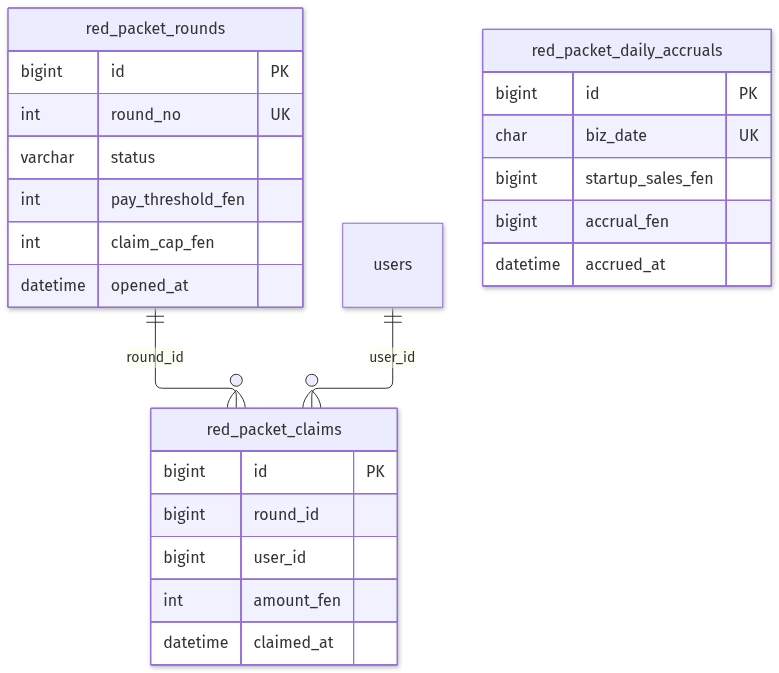 red_packet_rounds
bigint id PK
int round_no UK
varchar status
int pay_threshold_fen
int claim_cap_fen
datetime opened_at
red_packet_daily_accruals
bigint id PK
char biz_date UK
bigint startup_sales_fen
bigint accrual_fen
datetime accrued_at
users
round_id
user_id
red_packet_claims
bigint id PK
bigint round_id
bigint user_id
int amount_fen
datetime claimed_at